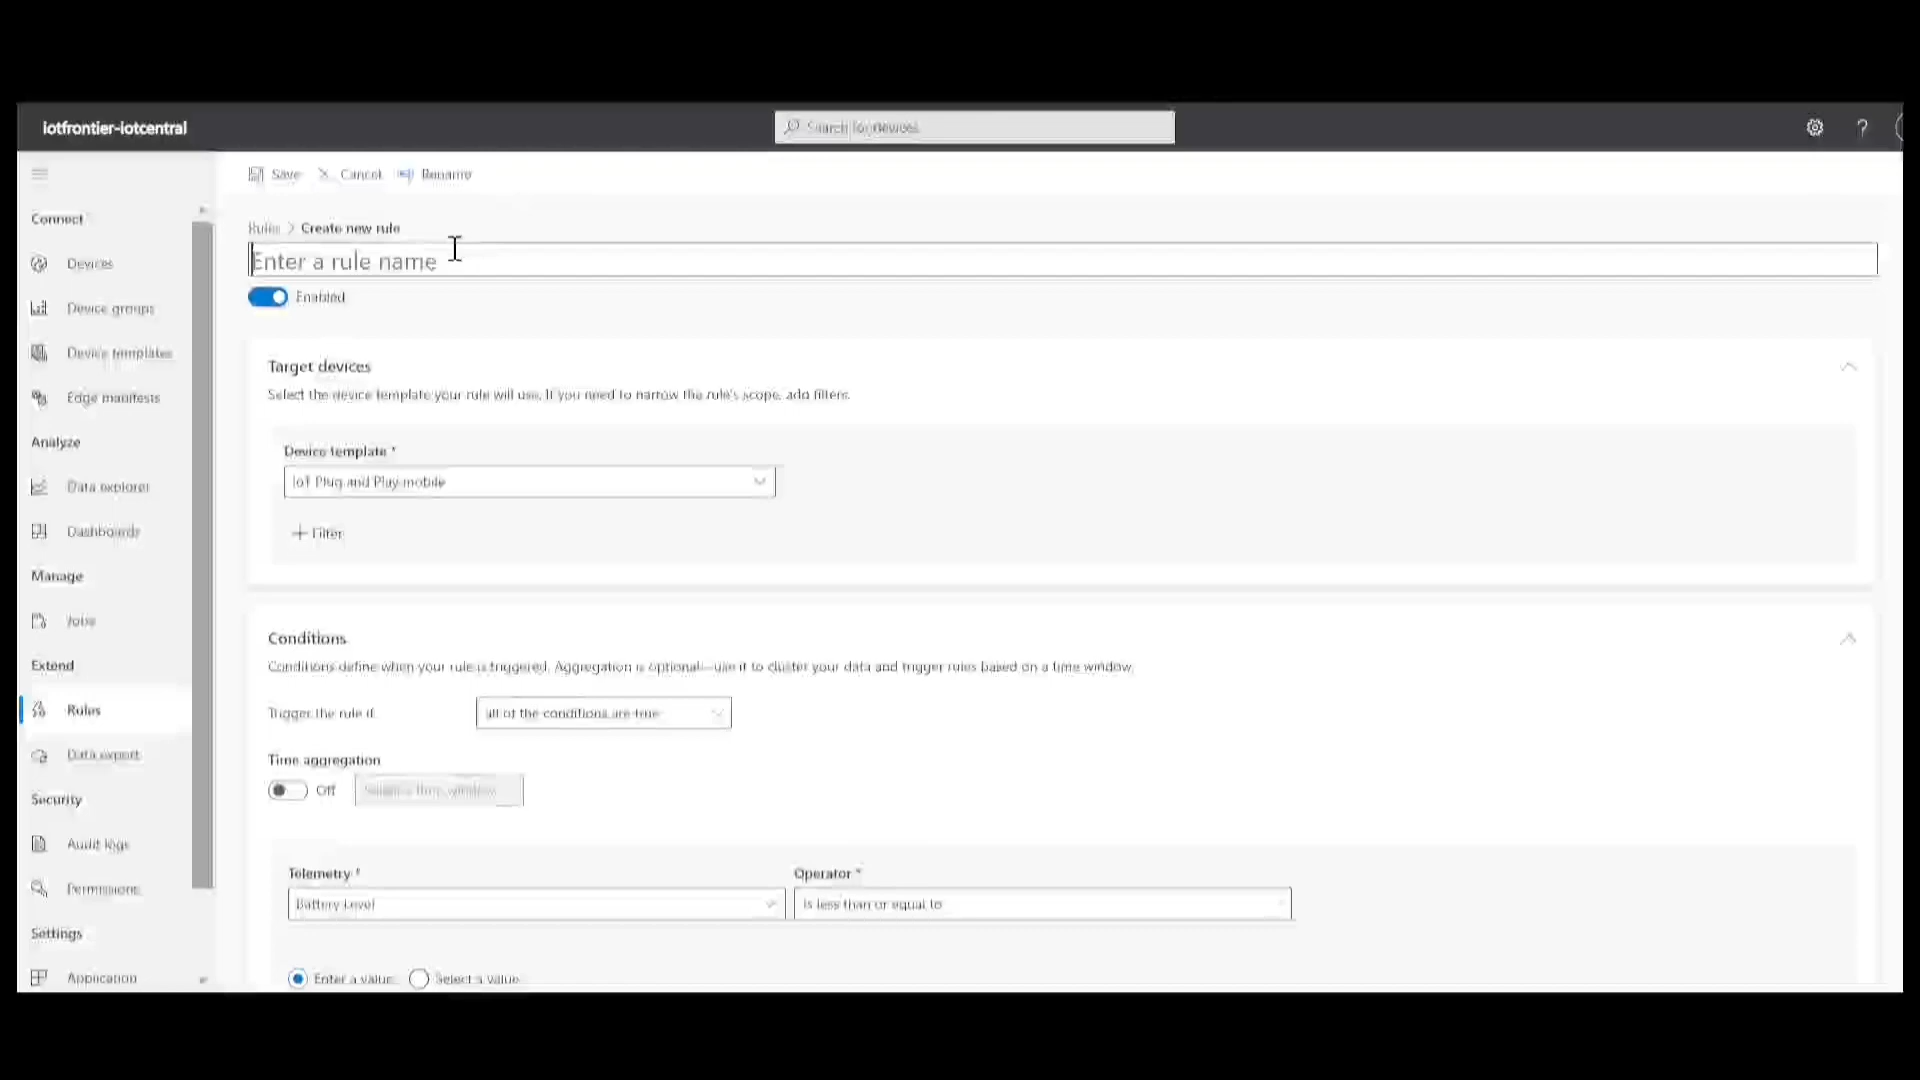 iotfrontier-iotcentral
Search for devices
Save Cancel Rename
Connect
Devices
Device groups
Device templates
Edge manifests
Analyze
Data explorer
Dashboards
Manage
Jobs
Extend
Rules
Data export
Security
Audit logs
Permissions
Settings
Application
Rules > Create new rule
Enter a rule name
Enabled
Target devices
Select the device template your rule will use. If you need to narrow the rule's scope, add filters.
Device template *
IoT Plug and Play mobile
+ Filter
Conditions
Conditions define when your rule is triggered. Aggregation is optional—use it to cluster your data and trigger rules based on a time window.
Trigger the rule if
all of the conditions are true
Time aggregation
Off Select a time window
Telemetry * Operator *
Battery Level Is less than or equal to
Enter a value Select a value